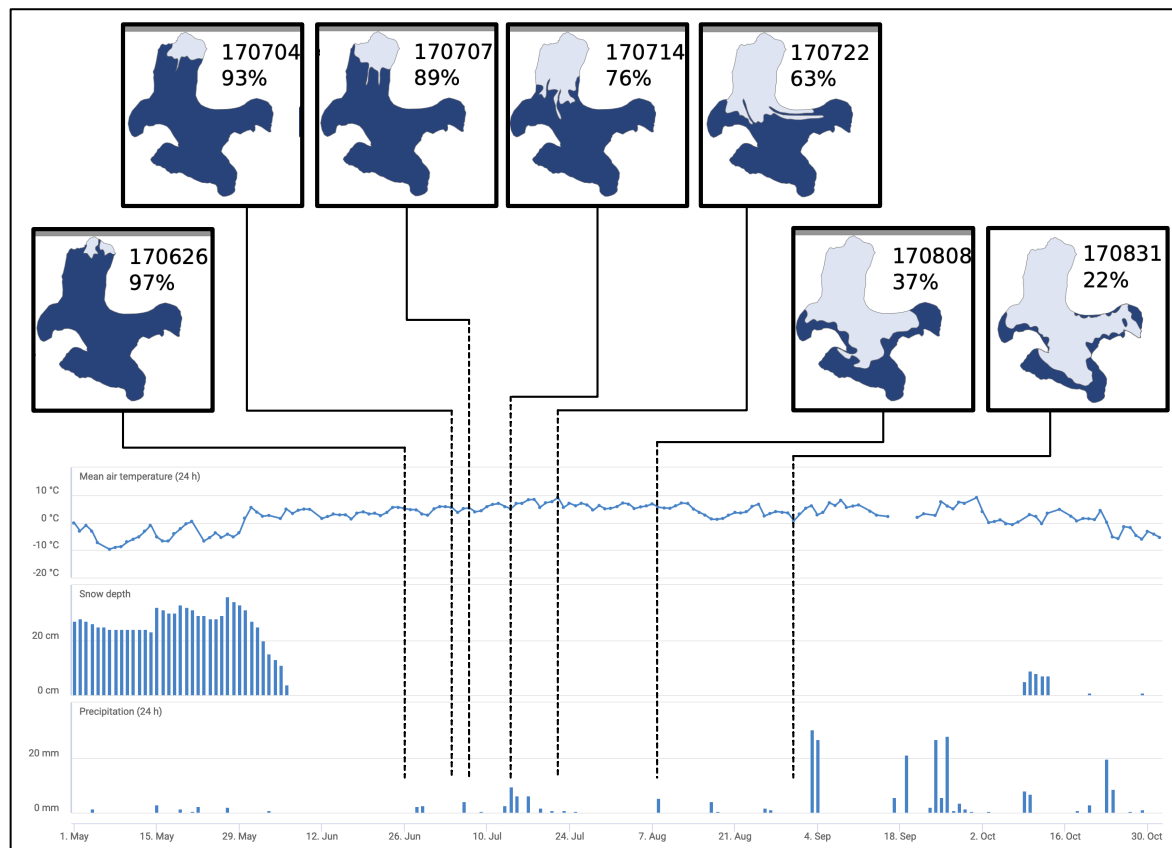 170704
93%
170707
89%
170714
76%
170722
63%
170626
97%
170808
37%
170831
22%
Mean air temperature (24 h)
10 °C
0 °C
-10 °C
-20 °C
Snow depth
20 cm
0 cm
Precipitation (24 h)
20 mm
0 mm
1. May 15. May 29. May 12. Jun 26. Jun 10. Jul 24. Jul 7. Aug 21. Aug 4. Sep 18. Sep 2. Oct 16. Oct 30. Oct